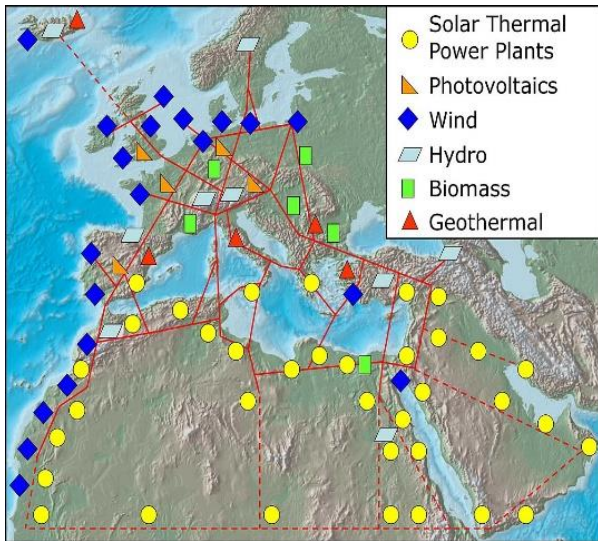 Solar Thermal
Power Plants
Photovoltaics
Wind
Hydro
Biomass
Geothermal